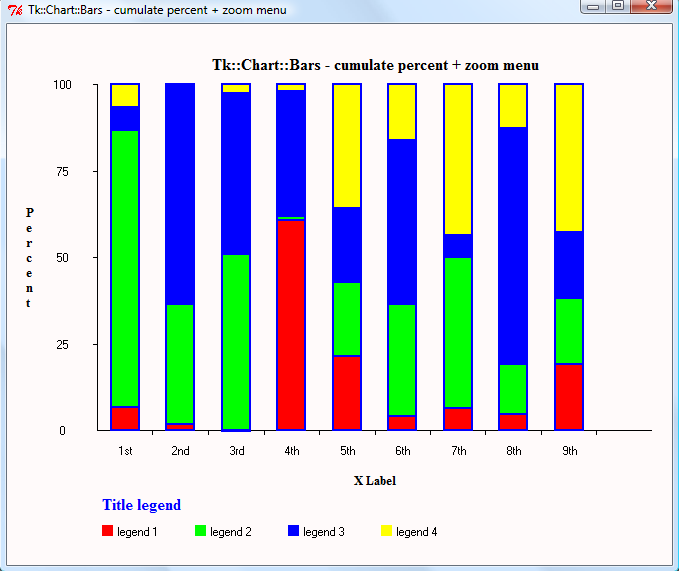 Tk::Chart::Bars - cumulate percent + zoom menu
Tk::Chart::Bars - cumulate percent + zoom menu
100
75
50
25
0
Percent
1st 2nd 3rd 4th 5th 6th 7th 8th 9th
X Label
Title legend
legend 1 legend 2 legend 3 legend 4